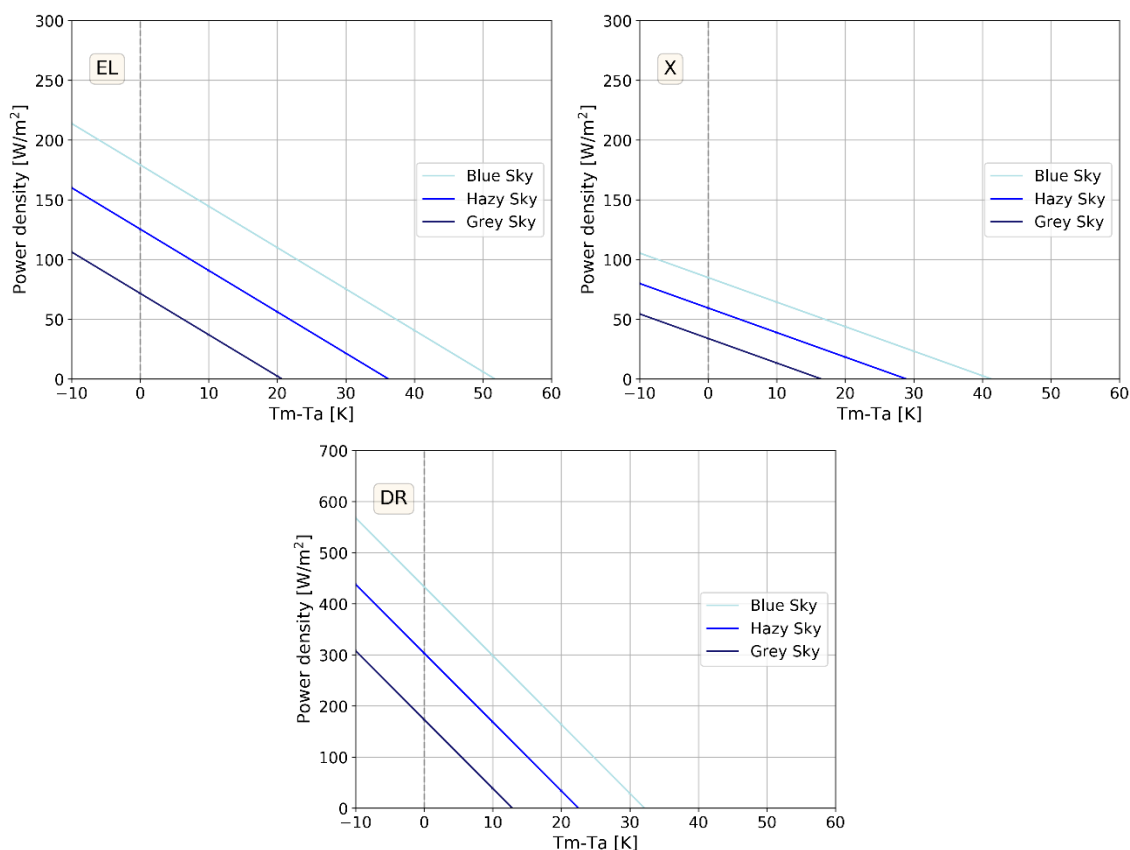 300
250
200
150
100
50
0
Power density [W/m²]
EL
Blue Sky
Hazy Sky
Grey Sky
−10 0 10 20 30 40 50 60
Tm-Ta [K]
300
250
200
150
100
50
0
Power density [W/m²]
X
Blue Sky
Hazy Sky
Grey Sky
−10 0 10 20 30 40 50 60
Tm-Ta [K]
700
600
500
400
300
200
100
0
Power density [W/m²]
DR
Blue Sky
Hazy Sky
Grey Sky
−10 0 10 20 30 40 50 60
Tm-Ta [K]